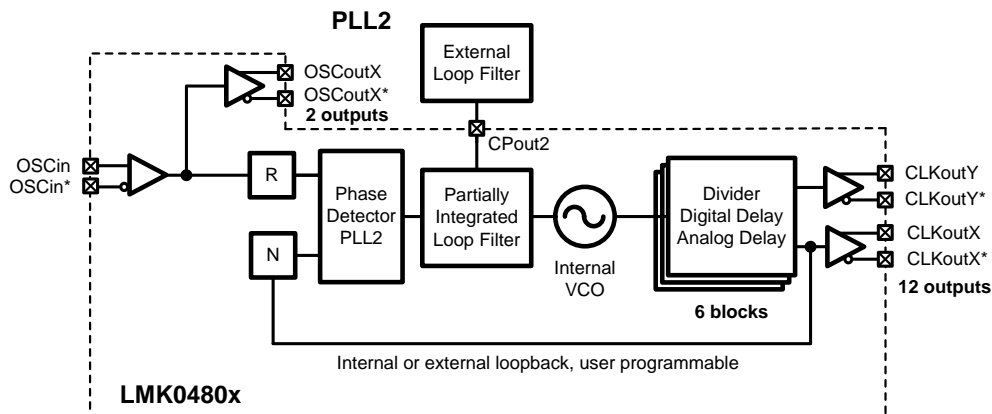 PLL2
External
Loop Filter
OSCoutX
OSCoutX*
2 outputs
CPout2
OSCin
OSCin*
R
N
Phase
Detector
PLL2
Partially
Integrated
Loop Filter
Internal
VCO
Divider
Digital Delay
Analog Delay
6 blocks
CLKoutY
CLKoutY*
CLKoutX
CLKoutX*
12 outputs
Internal or external loopback, user programmable
LMK0480x